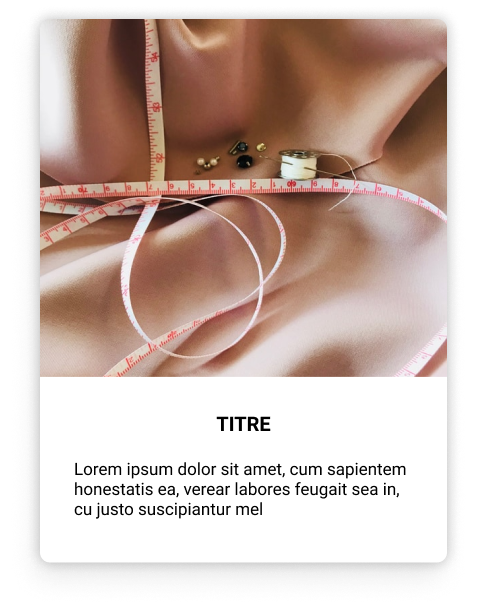 TITRE
Lorem ipsum dolor sit amet, cum sapientem
honestatis ea, verear labores feugait sea in,
cu justo suscipiantur mel